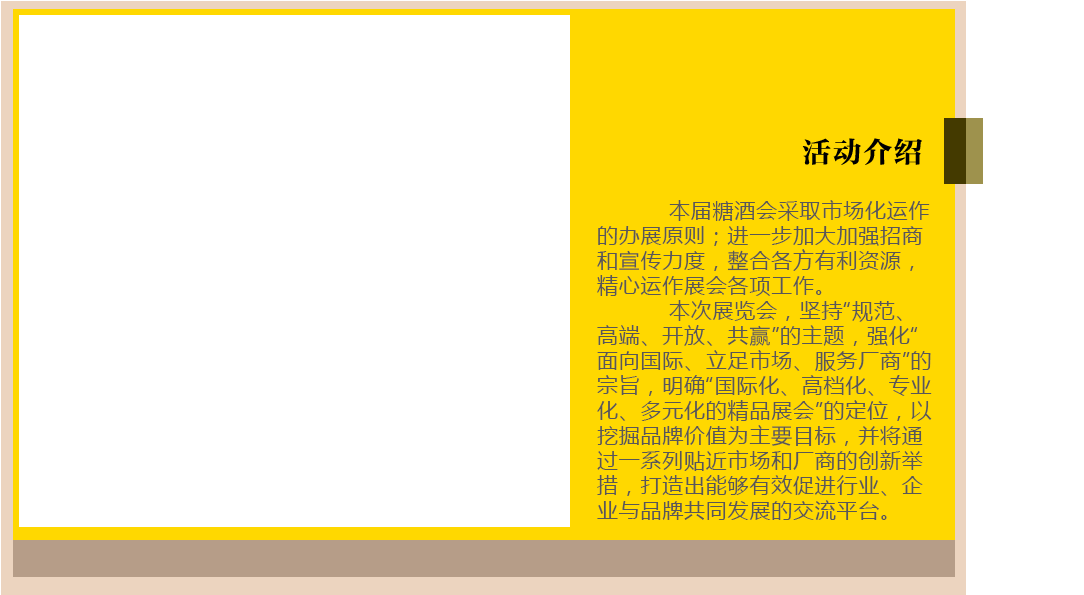 活动介绍
本届糖酒会采取市场化运作
的办展原则；进一步加大加强招商
和宣传力度，整合各方有利资源，
精心运作展会各项工作。
本次展览会，坚持“规范、
高端、开放、共赢”的主题，强化“
面向国际、立足市场、服务厂商”的
宗旨，明确“国际化、高档化、专业
化、多元化的精品展会”的定位，以
挖掘品牌价值为主要目标，并将通
过一系列贴近市场和厂商的创新举
措，打造出能够有效促进行业、企
业与品牌共同发展的交流平台。